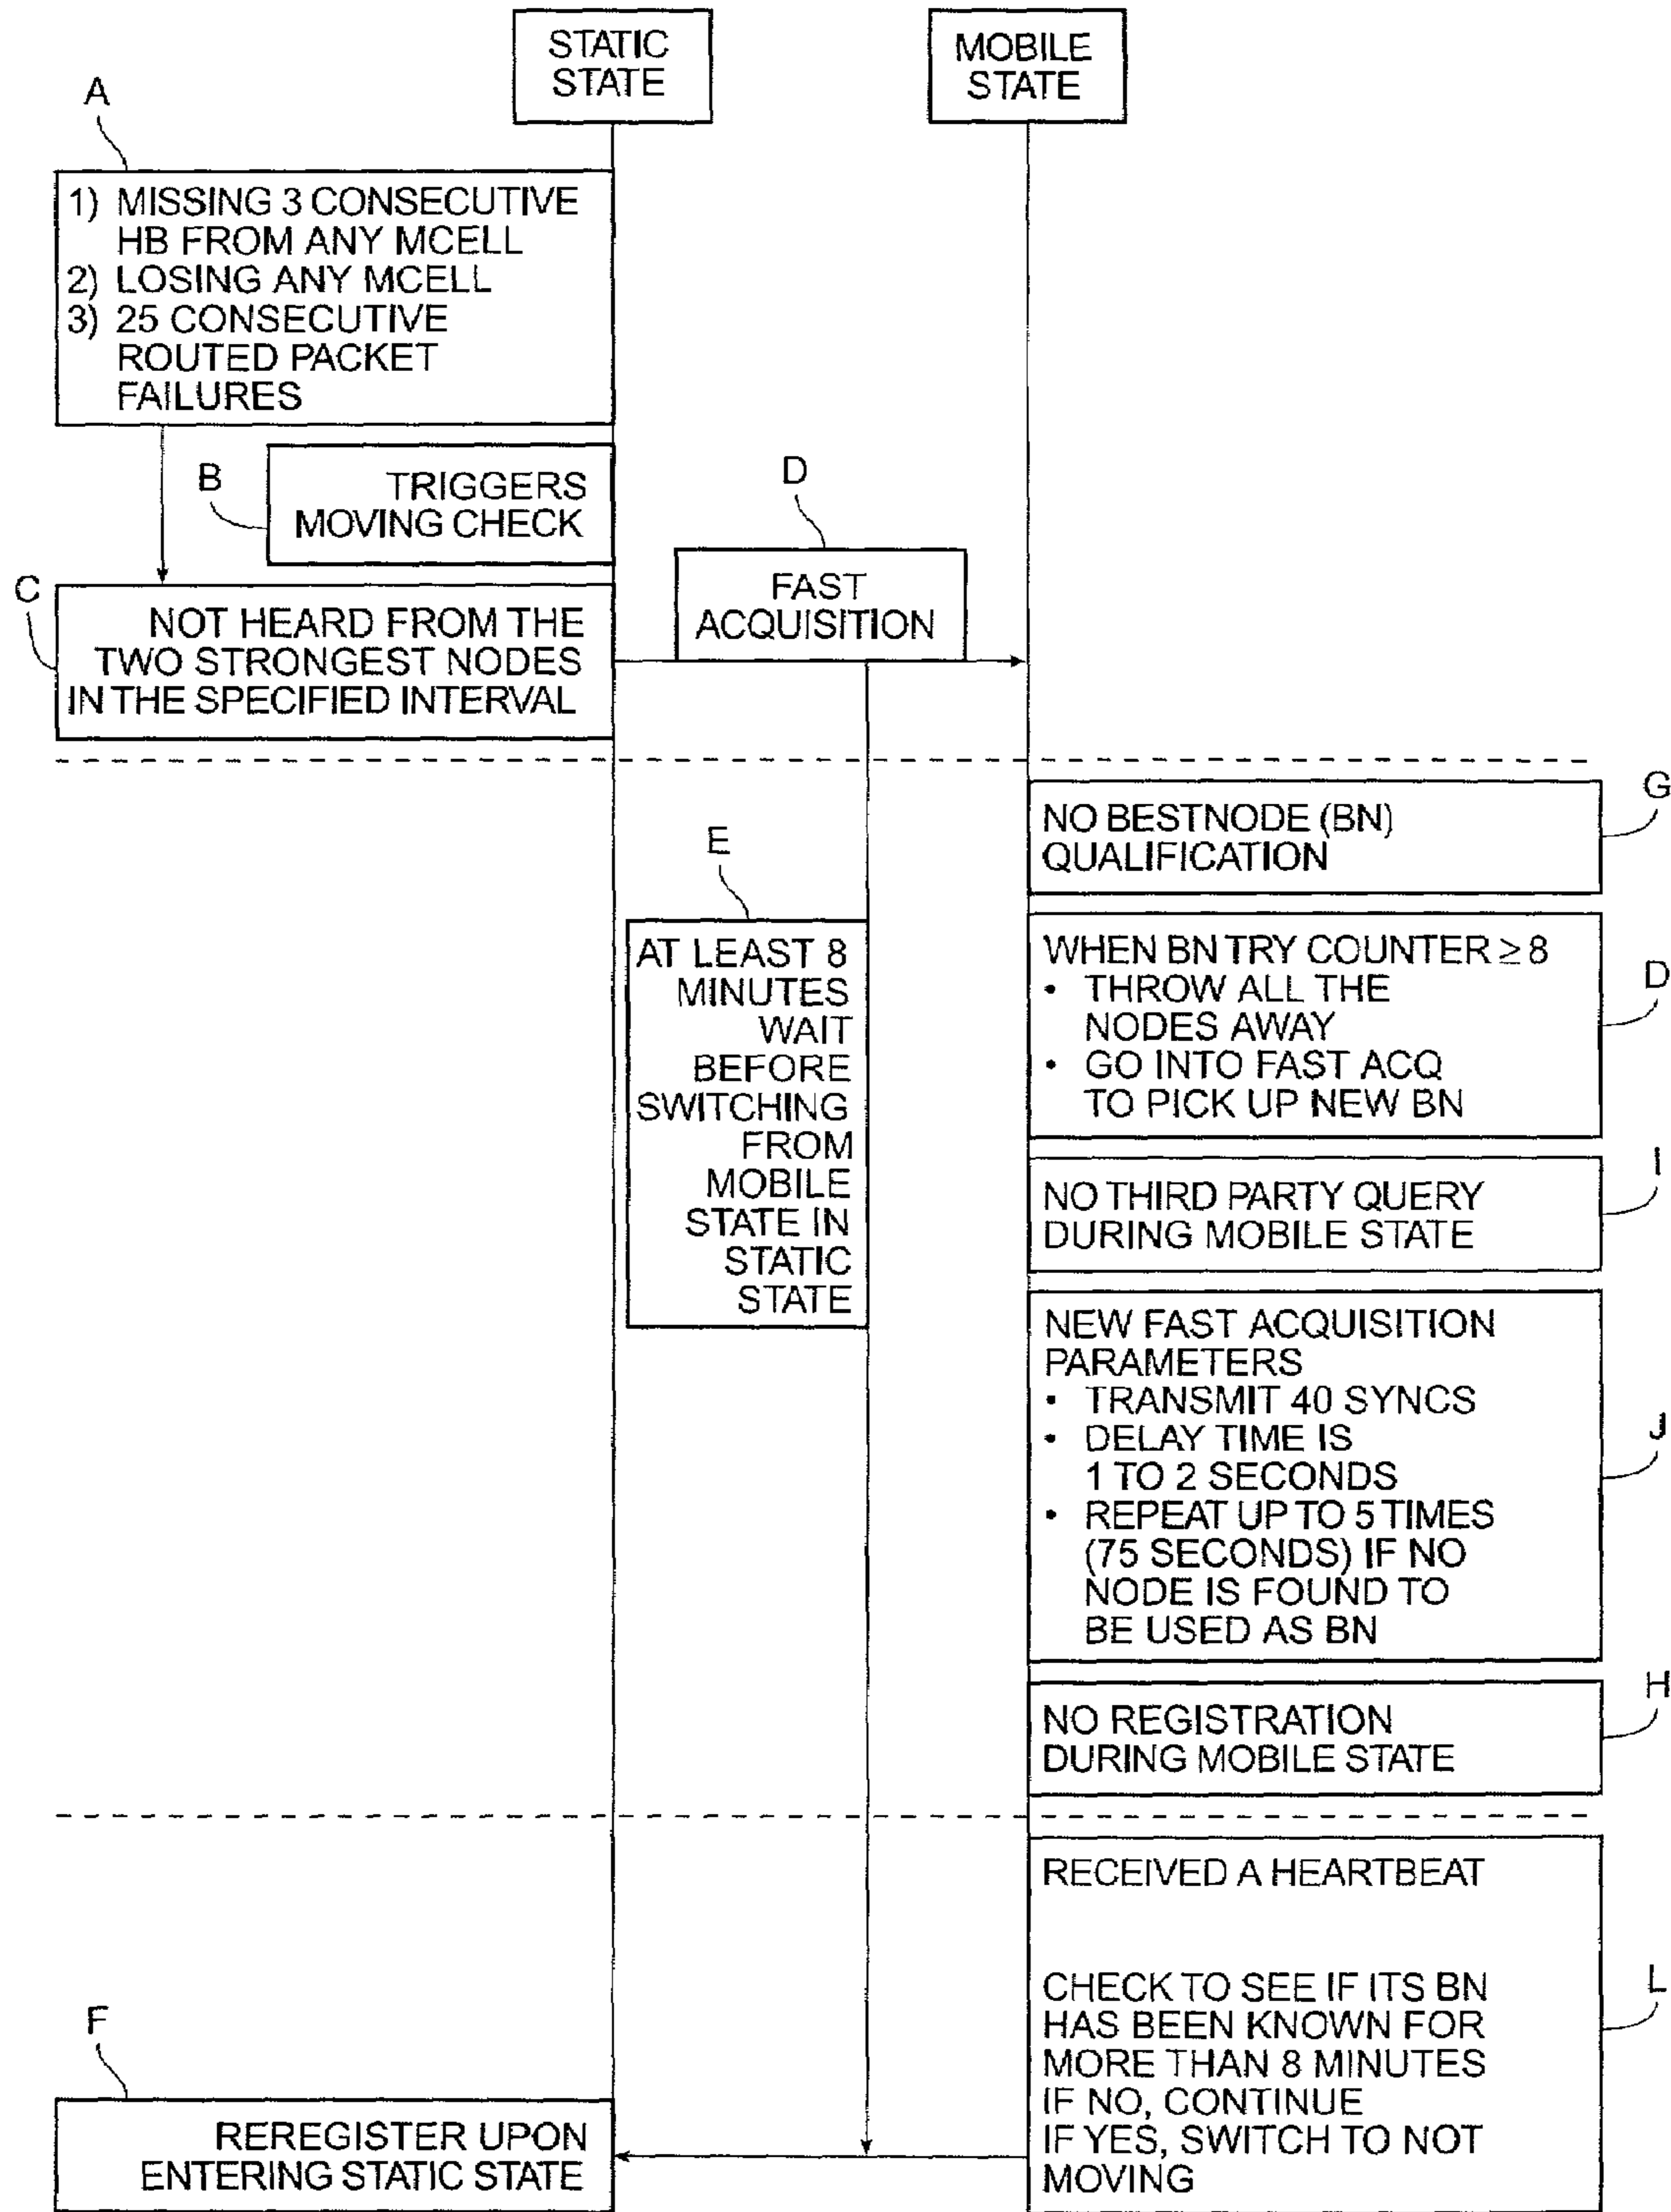 STATIC
STATE
MOBILE
STATE
A
1) MISSING 3 CONSECUTIVE
HB FROM ANY MCELL
2) LOSING ANY MCELL
3) 25 CONSECUTIVE
ROUTED PACKET
FAILURES
B
TRIGGERS
MOVING CHECK
C
NOT HEARD FROM THE
TWO STRONGEST NODES
IN THE SPECIFIED INTERVAL
D
FAST
ACQUISITION
G
NO BESTNODE (BN)
QUALIFICATION
E
AT LEAST 8
MINUTES
WAIT
BEFORE
SWITCHING
FROM
MOBILE
STATE IN
STATIC
STATE
WHEN BN TRY COUNTER ≥ 8
• THROW ALL THE
NODES AWAY
• GO INTO FAST ACQ
TO PICK UP NEW BN
D
I
NO THIRD PARTY QUERY
DURING MOBILE STATE
NEW FAST ACQUISITION
PARAMETERS
• TRANSMIT 40 SYNCS
• DELAY TIME IS
1 TO 2 SECONDS
• REPEAT UP TO 5 TIMES
(75 SECONDS) IF NO
NODE IS FOUND TO
BE USED AS BN
J
H
NO REGISTRATION
DURING MOBILE STATE
RECEIVED A HEARTBEAT
CHECK TO SEE IF ITS BN
HAS BEEN KNOWN FOR
MORE THAN 8 MINUTES
IF NO, CONTINUE
IF YES, SWITCH TO NOT
MOVING
L
F
REREGISTER UPON
ENTERING STATIC STATE